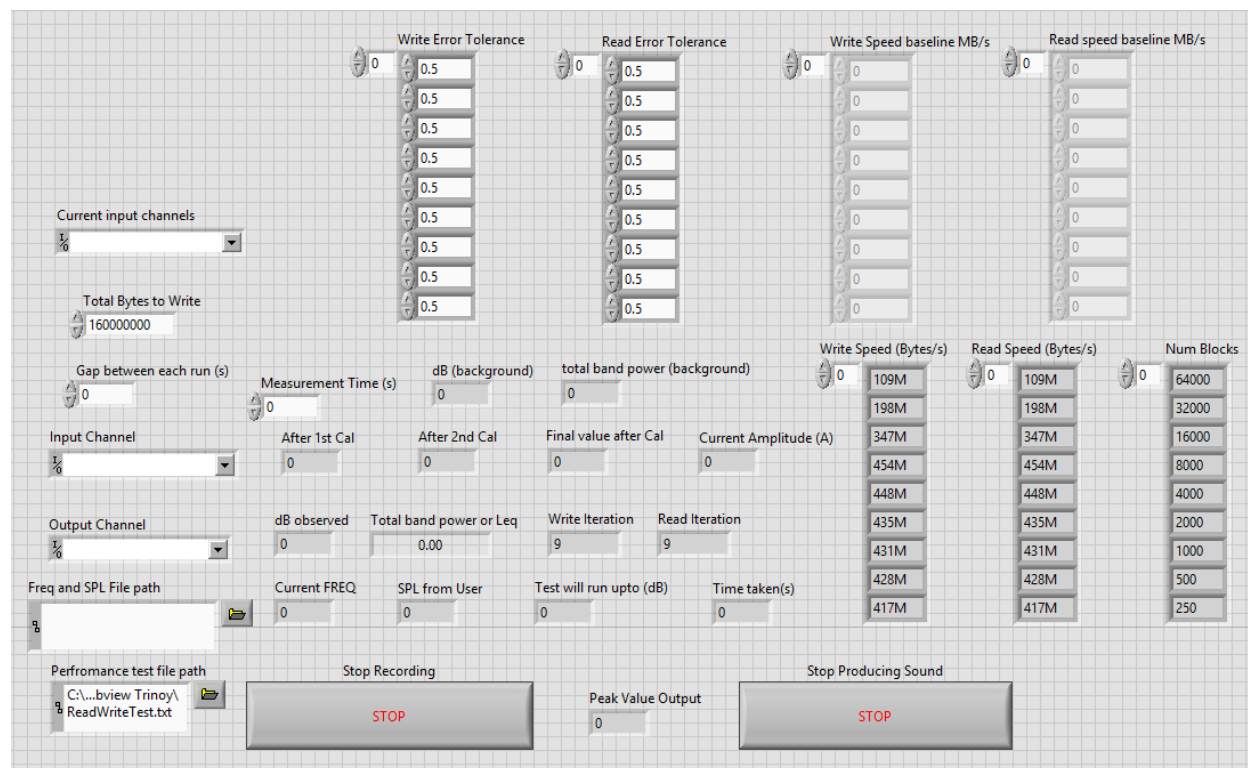 Write Error Tolerance
0
0.5
0.5
0.5
0.5
0.5
0.5
0.5
0.5
0.5
Read Error Tolerance
0
0.5
0.5
0.5
0.5
0.5
0.5
0.5
0.5
0.5
Write Speed baseline MB/s
0
0
0
0
0
0
0
0
0
0
Read speed baseline MB/s
0
0
0
0
0
0
0
0
0
0
Current input channels
Total Bytes to Write
160000000
Gap between each run (s)
0
Measurement Time (s)
0
dB (background)
0
total band power (background)
0
Input Channel
After 1st Cal
0
After 2nd Cal
0
Final value after Cal
0
Current Amplitude (A)
0
Output Channel
dB observed
0
Total band power or Leq
0.00
Write Iteration
9
Read Iteration
9
Freq and SPL File path
Current FREQ
0
SPL from User
0
Test will run upto (dB)
0
Time taken(s)
0
Write Speed (Bytes/s)
0
109M
198M
347M
454M
448M
435M
431M
428M
417M
Read Speed (Bytes/s)
0
109M
198M
347M
454M
448M
435M
431M
428M
417M
Num Blocks
0
64000
32000
16000
8000
4000
2000
1000
500
250
Perfromance test file path
C:\...bview Trinoy\
ReadWriteTest.txt
Stop Recording
STOP
Peak Value Output
0
Stop Producing Sound
STOP